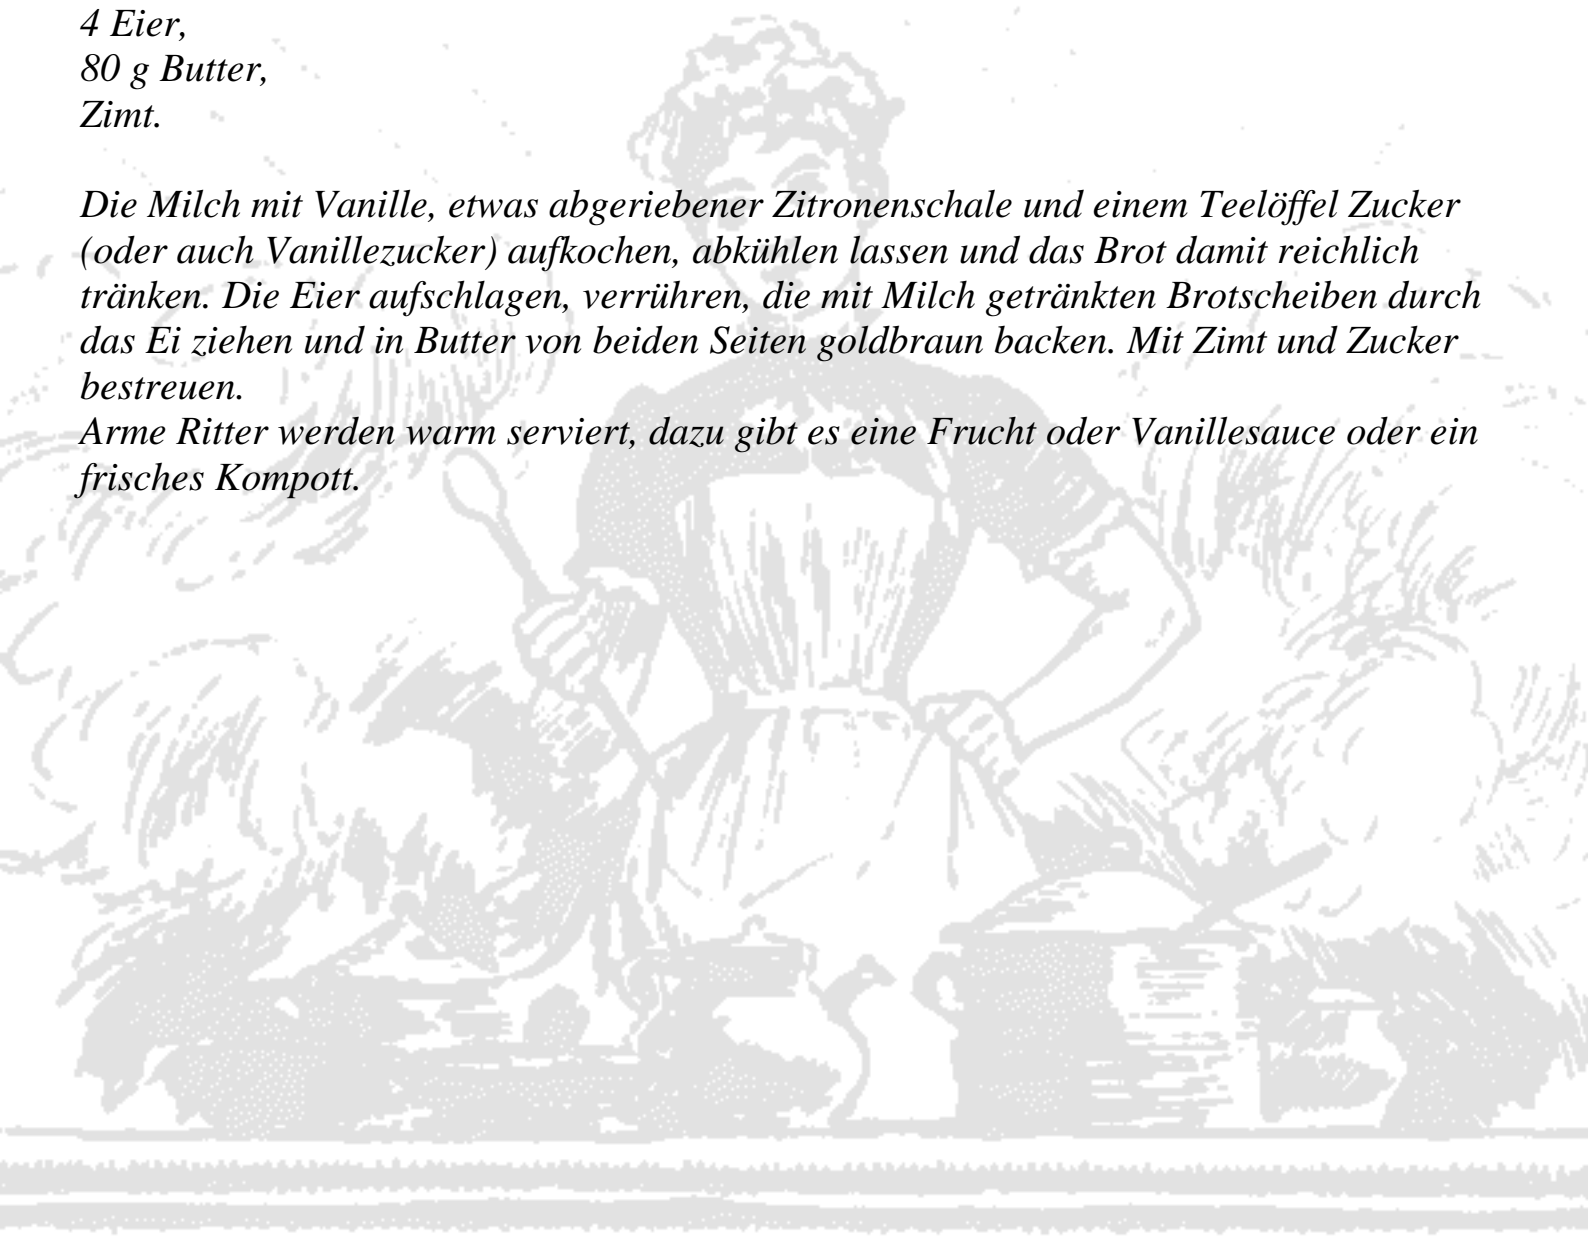 4 Eier,
80 g Butter,
Zimt.
Die Milch mit Vanille, etwas abgeriebener Zitronenschale und einem Teelöffel Zucker
(oder auch Vanillezucker) aufkochen, abkühlen lassen und das Brot damit reichlich
tränken. Die Eier aufschlagen, verrühren, die mit Milch getränkten Brotscheiben durch
das Ei ziehen und in Butter von beiden Seiten goldbraun backen. Mit Zimt und Zucker
bestreuen.
Arme Ritter werden warm serviert, dazu gibt es eine Frucht oder Vanillesauce oder ein
frisches Kompott.